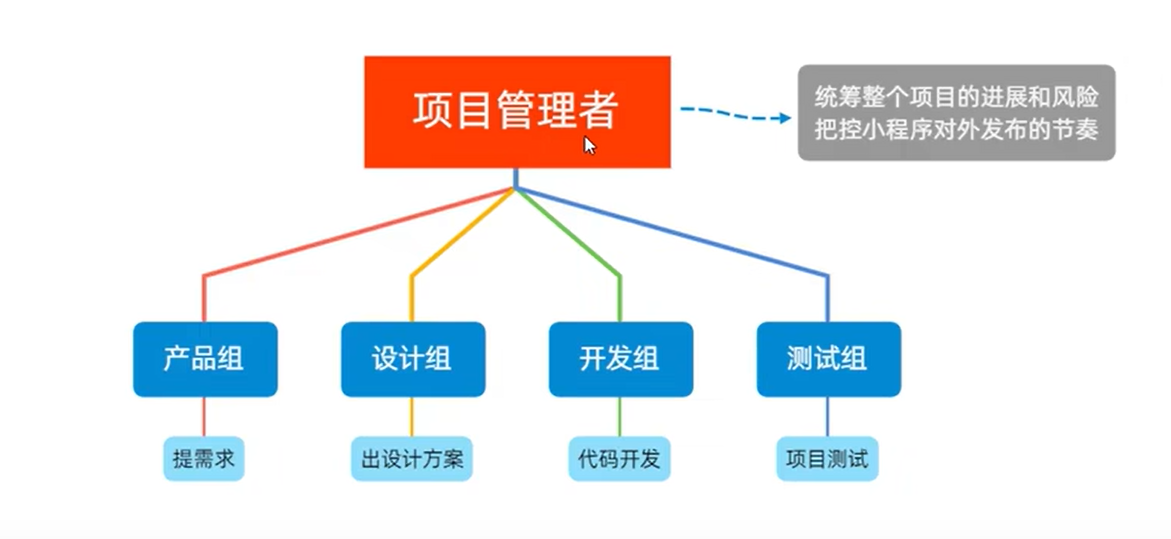 项目管理者
统筹整个项目的进展和风险
把控小程序对外发布的节奏
产品组
设计组
开发组
测试组
提需求
出设计方案
代码开发
项目测试